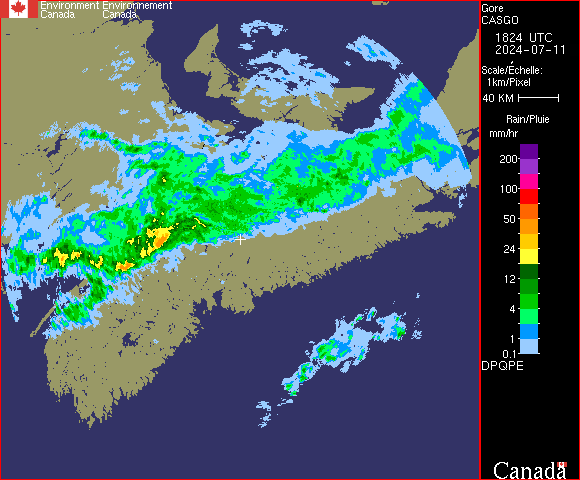 Environment Environnement
Canada Canada
Gore
CASGO
1824 UTC
2024-07-11
Scale/Echelle:
1km/Pixel
40 KM
Rain/Pluie
mm/hr
200
100
50
24
12
4
1
0.1
DPQPE
Canada